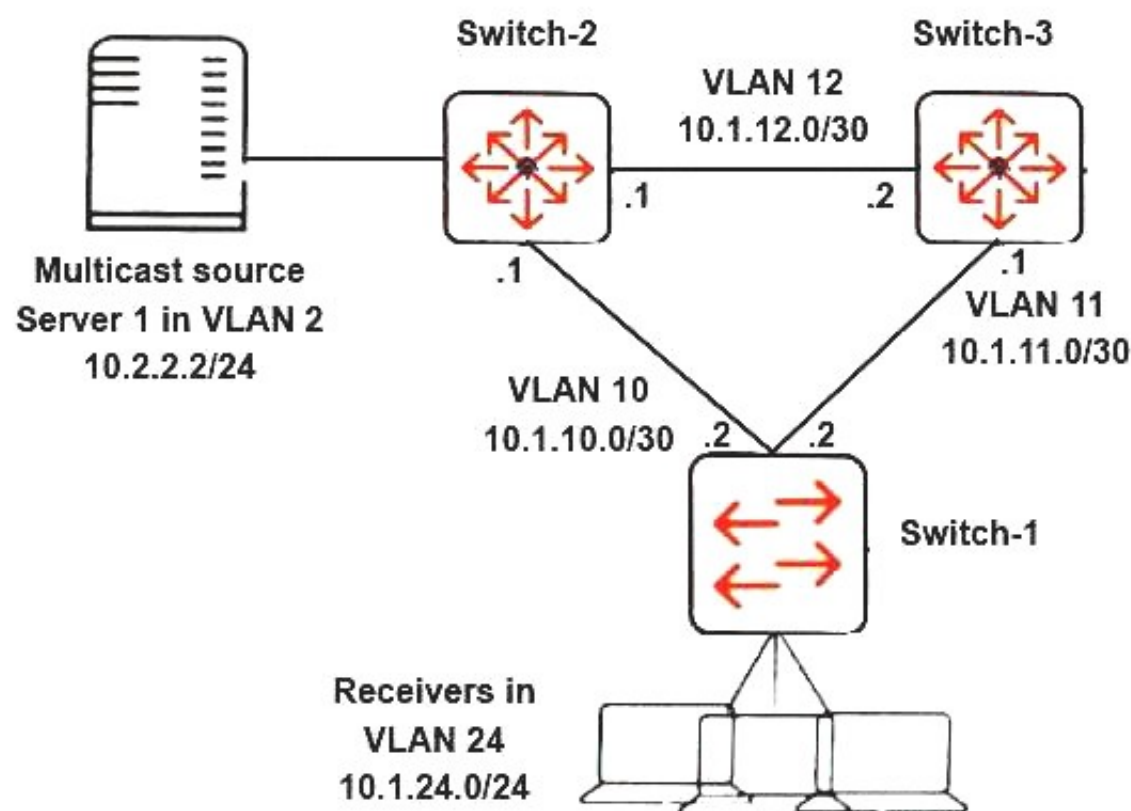 Switch-2
Switch-3
VLAN 12
10.1.12.0/30
.1
.2
Multicast source
Server 1 in VLAN 2
10.2.2.2/24
.1
.1
VLAN 11
10.1.11.0/30
VLAN 10
10.1.10.0/30
.2
.2
Switch-1
Receivers in
VLAN 24
10.1.24.0/24